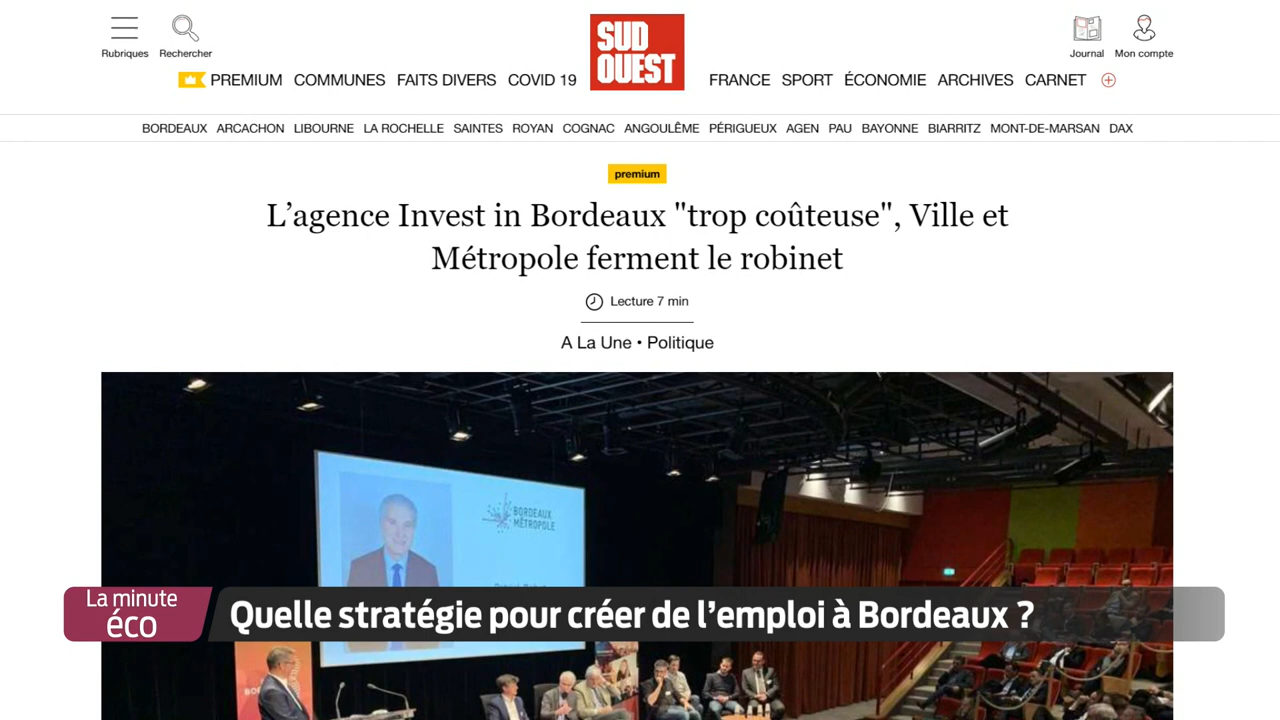 Rubriques
Rechercher
SUD
OUEST
Journal
Mon compte
PREMIUM COMMUNES FAITS DIVERS COVID 19
FRANCE SPORT ÉCONOMIE ARCHIVES CARNET
BORDEAUX ARCACHON LIBOURNE LA ROCHELLE SAINTES ROYAN COGNAC ANGOULÊME PÉRIGUEUX AGEN PAU BAYONNE BIARRITZ MONT-DE-MARSAN DAX
premium
L’agence Invest in Bordeaux "trop coûteuse", Ville et
Métropole ferment le robinet
Lecture 7 min
A La Une • Politique
BORDEAUX
MÉTROPOLE
La minute
éco
Quelle stratégie pour créer de l’emploi à Bordeaux ?